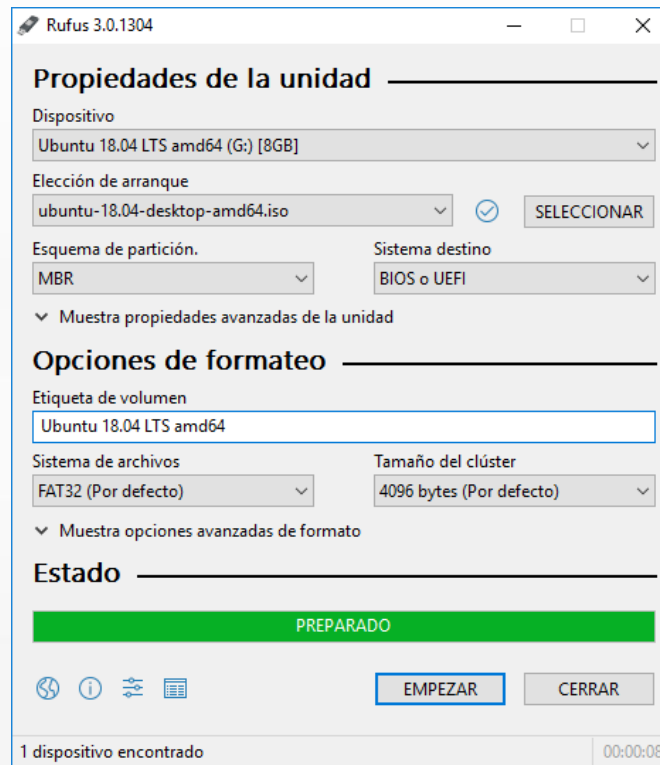 Rufus 3.0.1304
Propiedades de la unidad
Dispositivo
Ubuntu 18.04 LTS amd64 (G:) [8GB]
Elección de arranque
ubuntu-18.04-desktop-amd64.iso SELECCIONAR
Esquema de partición. Sistema destino
MBR BIOS o UEFI
Muestra propiedades avanzadas de la unidad
Opciones de formateo
Etiqueta de volumen
Ubuntu 18.04 LTS amd64
Sistema de archivos Tamaño del clúster
FAT32 (Por defecto) 4096 bytes (Por defecto)
Muestra opciones avanzadas de formato
Estado
PREPARADO
EMPEZAR CERRAR
1 dispositivo encontrado 00:00:08